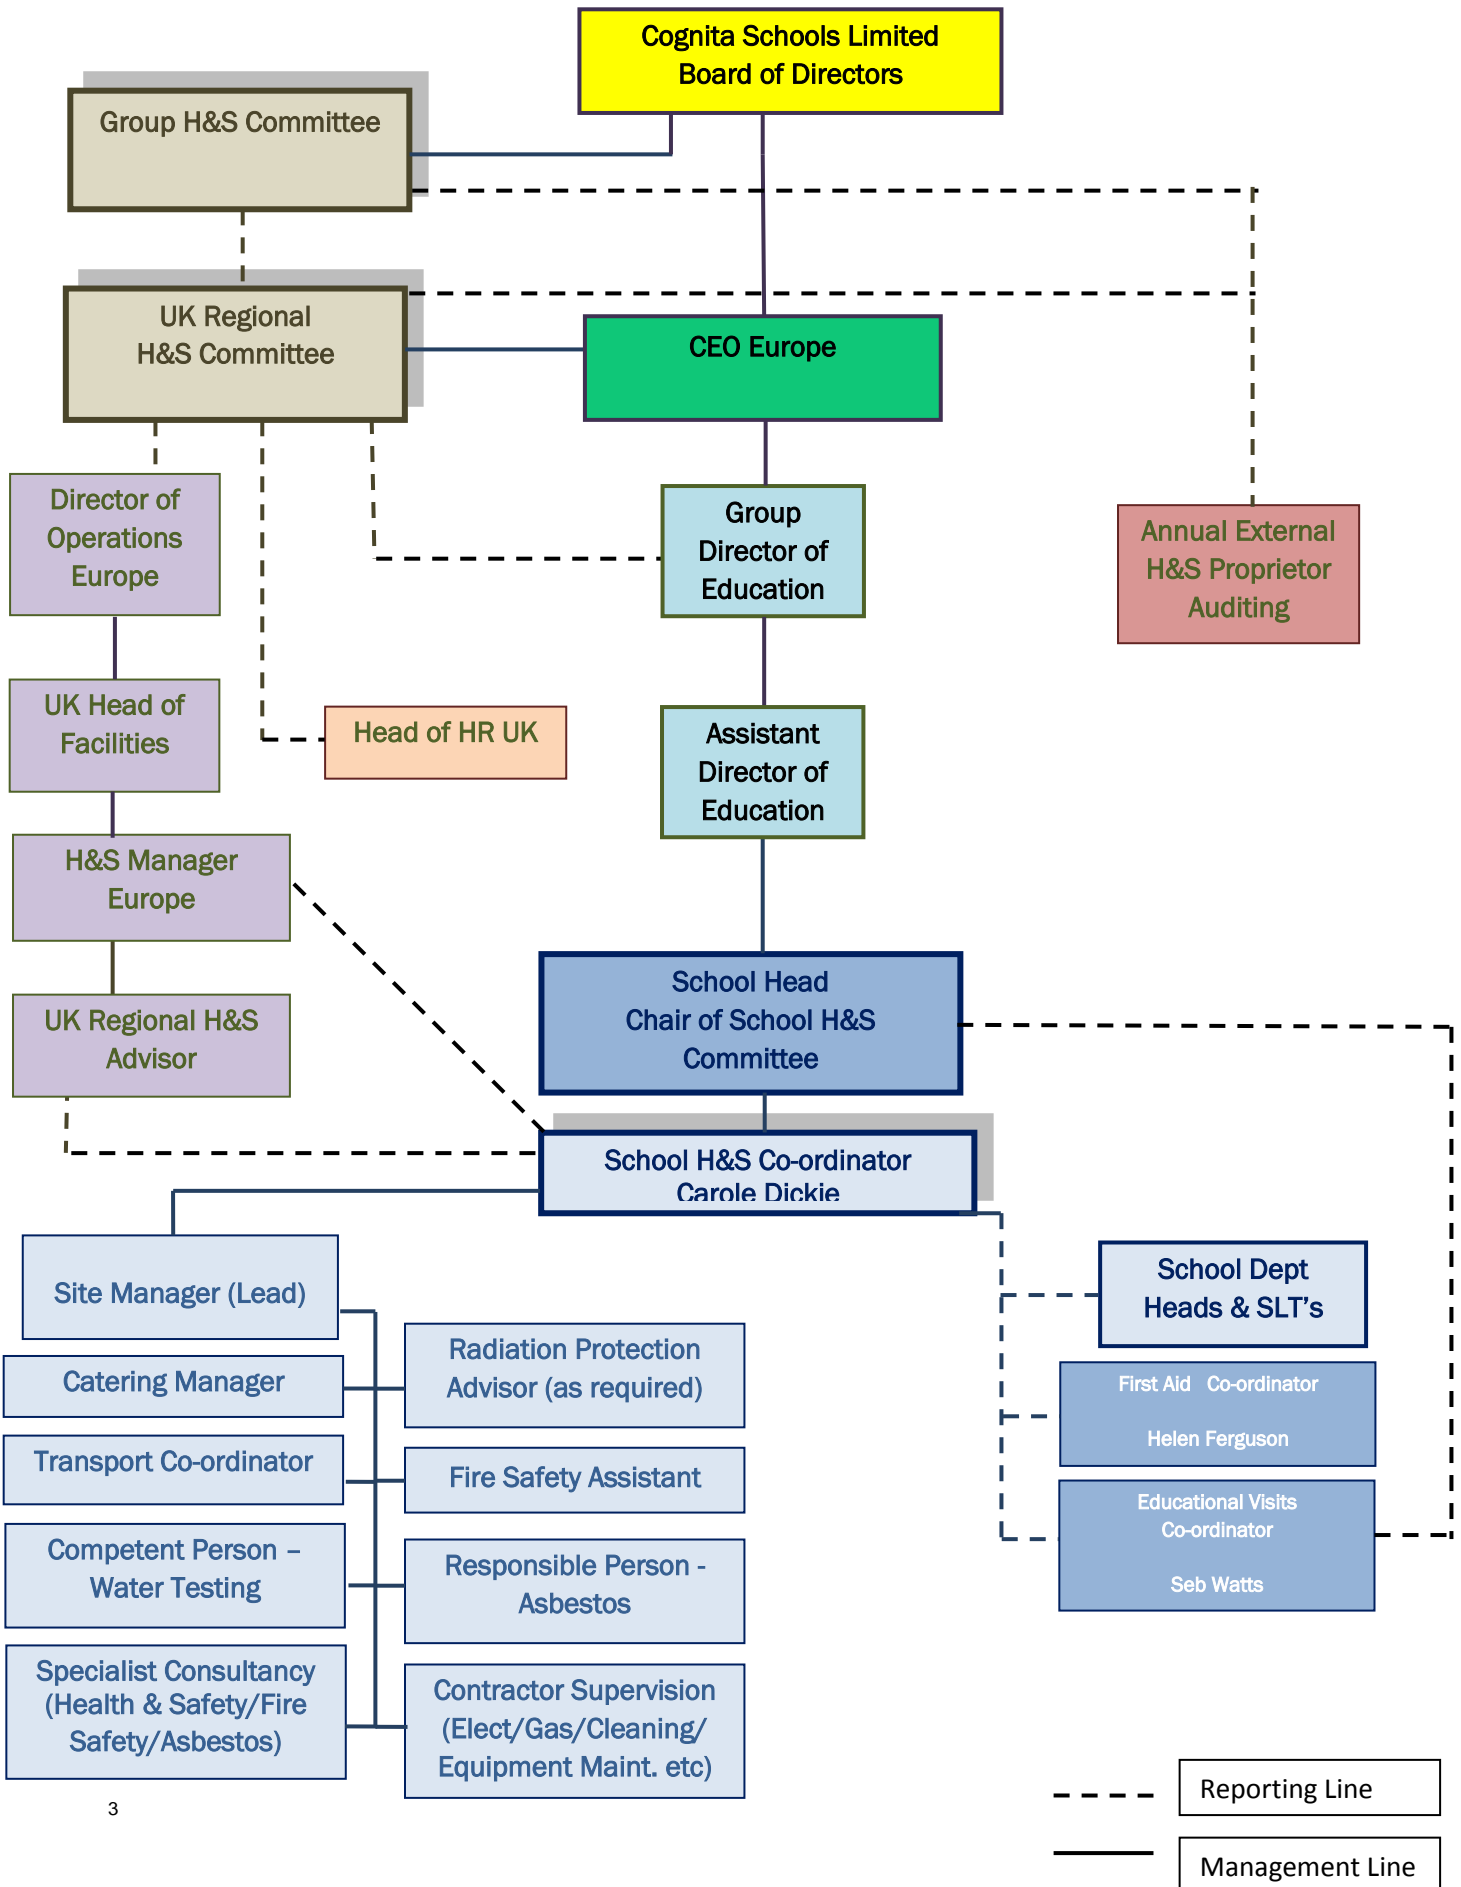 Cognita Schools Limited
Board of Directors
Group H&S Committee
UK Regional
H&S Committee
CEO Europe
Director of
Operations
Europe
Group
Director of
Education
Annual External
H&S Proprietor
Auditing
UK Head of
Facilities
Head of HR UK
Assistant
Director of
Education
H&S Manager
Europe
School Head
Chair of School H&S
Committee
UK Regional H&S
Advisor
School H&S Co-ordinator
Carole Dickie
Site Manager (Lead)
School Dept
Heads & SLT's
Radiation Protection
Advisor (as required)
Catering Manager
First Aid   Co-ordinator
Helen Ferguson
Transport Co-ordinator
Fire Safety Assistant
Educational Visits
Co-ordinator
Seb Watts
Competent Person –
Water Testing
Responsible Person -
Asbestos
Specialist Consultancy
(Health & Safety/Fire
Safety/Asbestos)
Contractor Supervision
(Elect/Gas/Cleaning/
Equipment Maint. etc)
3
Reporting Line
Management Line